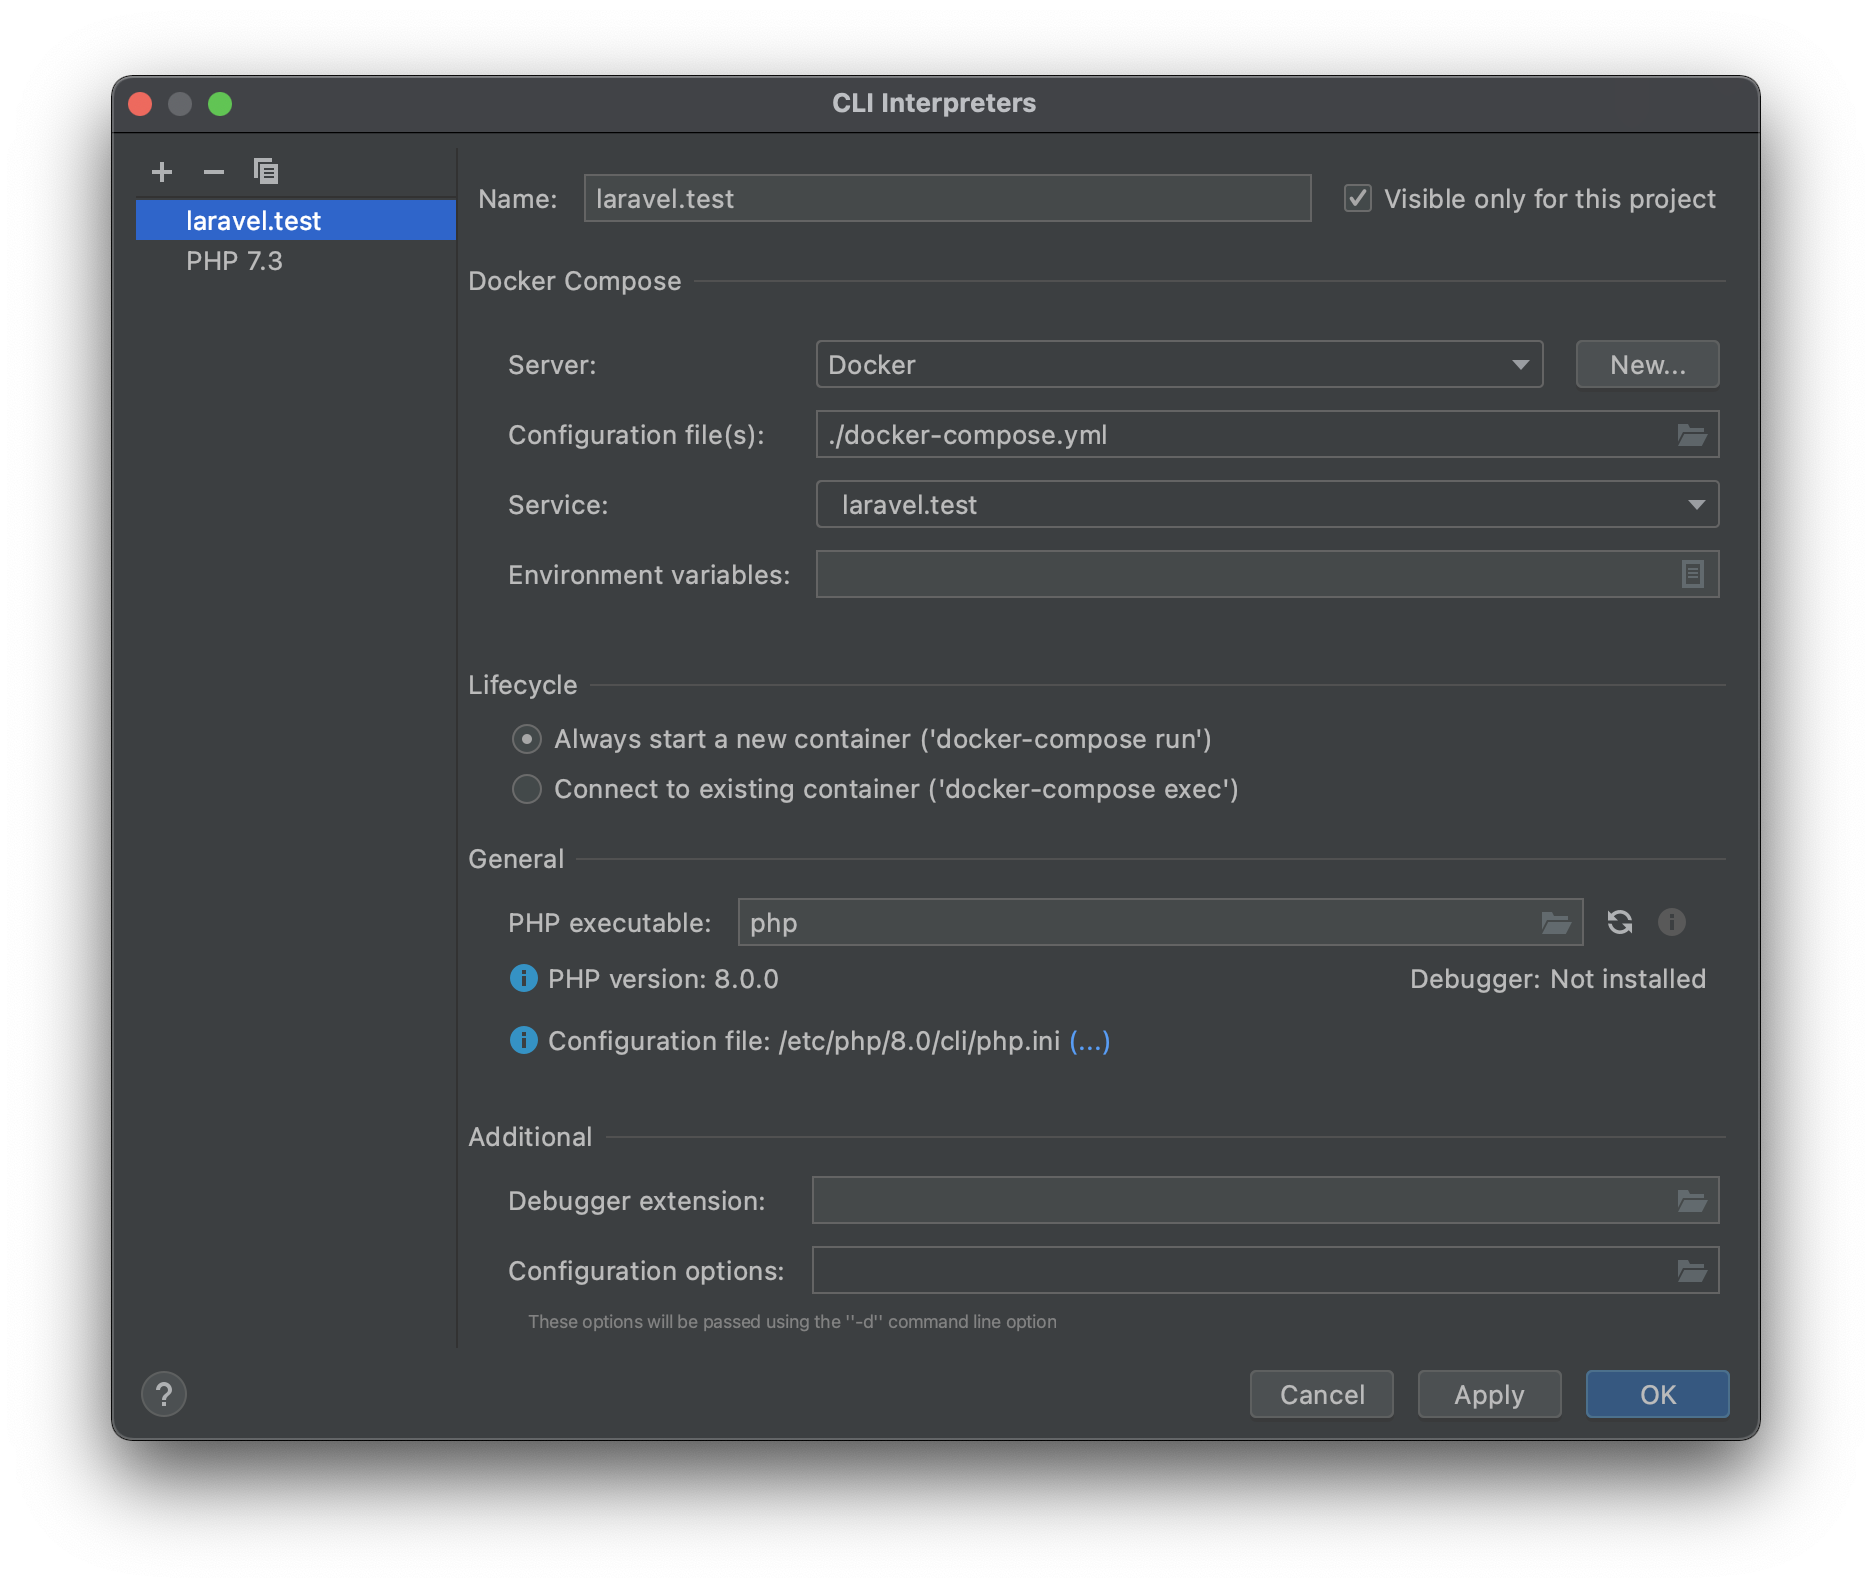 CLI Interpreters
laravel.test
PHP 7.3
Name: laravel.test Visible only for this project
Docker Compose
Server: Docker New...
Configuration file(s): ./docker-compose.yml
Service: laravel.test
Environment variables:
Lifecycle
Always start a new container ('docker-compose run')
Connect to existing container ('docker-compose exec')
General
PHP executable: php
PHP version: 8.0.0 Debugger: Not installed
Configuration file: /etc/php/8.0/cli/php.ini (...)
Additional
Debugger extension:
Configuration options:
These options will be passed using the ''-d'' command line option
? Cancel Apply OK